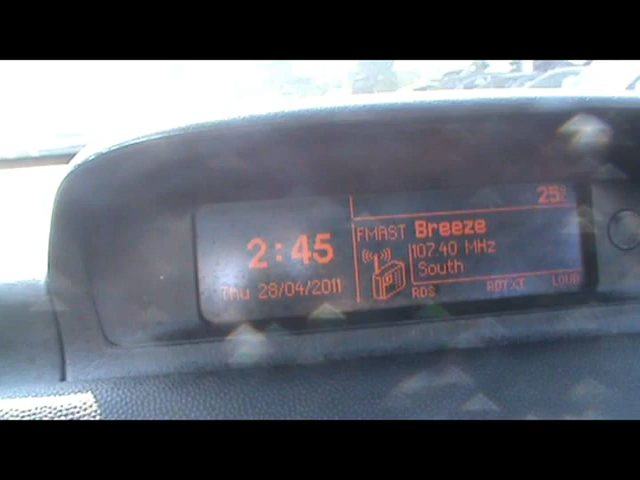 25°
2:45
FMAST Breeze
107.40 MHz
South
Thu 28/04/2011
RDS RDTXT LOUD